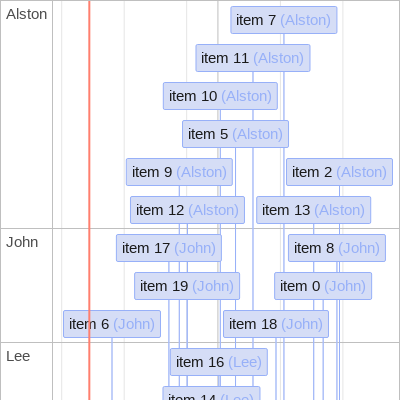 Alston
item 7 (Alston)
item 11 (Alston)
item 10 (Alston)
item 5 (Alston)
item 9 (Alston)
item 2 (Alston)
item 12 (Alston)
item 13 (Alston)
John
item 17 (John)
item 8 (John)
item 19 (John)
item 0 (John)
item 6 (John)
item 18 (John)
Lee
item 16 (Lee)
item 14 (Lee)